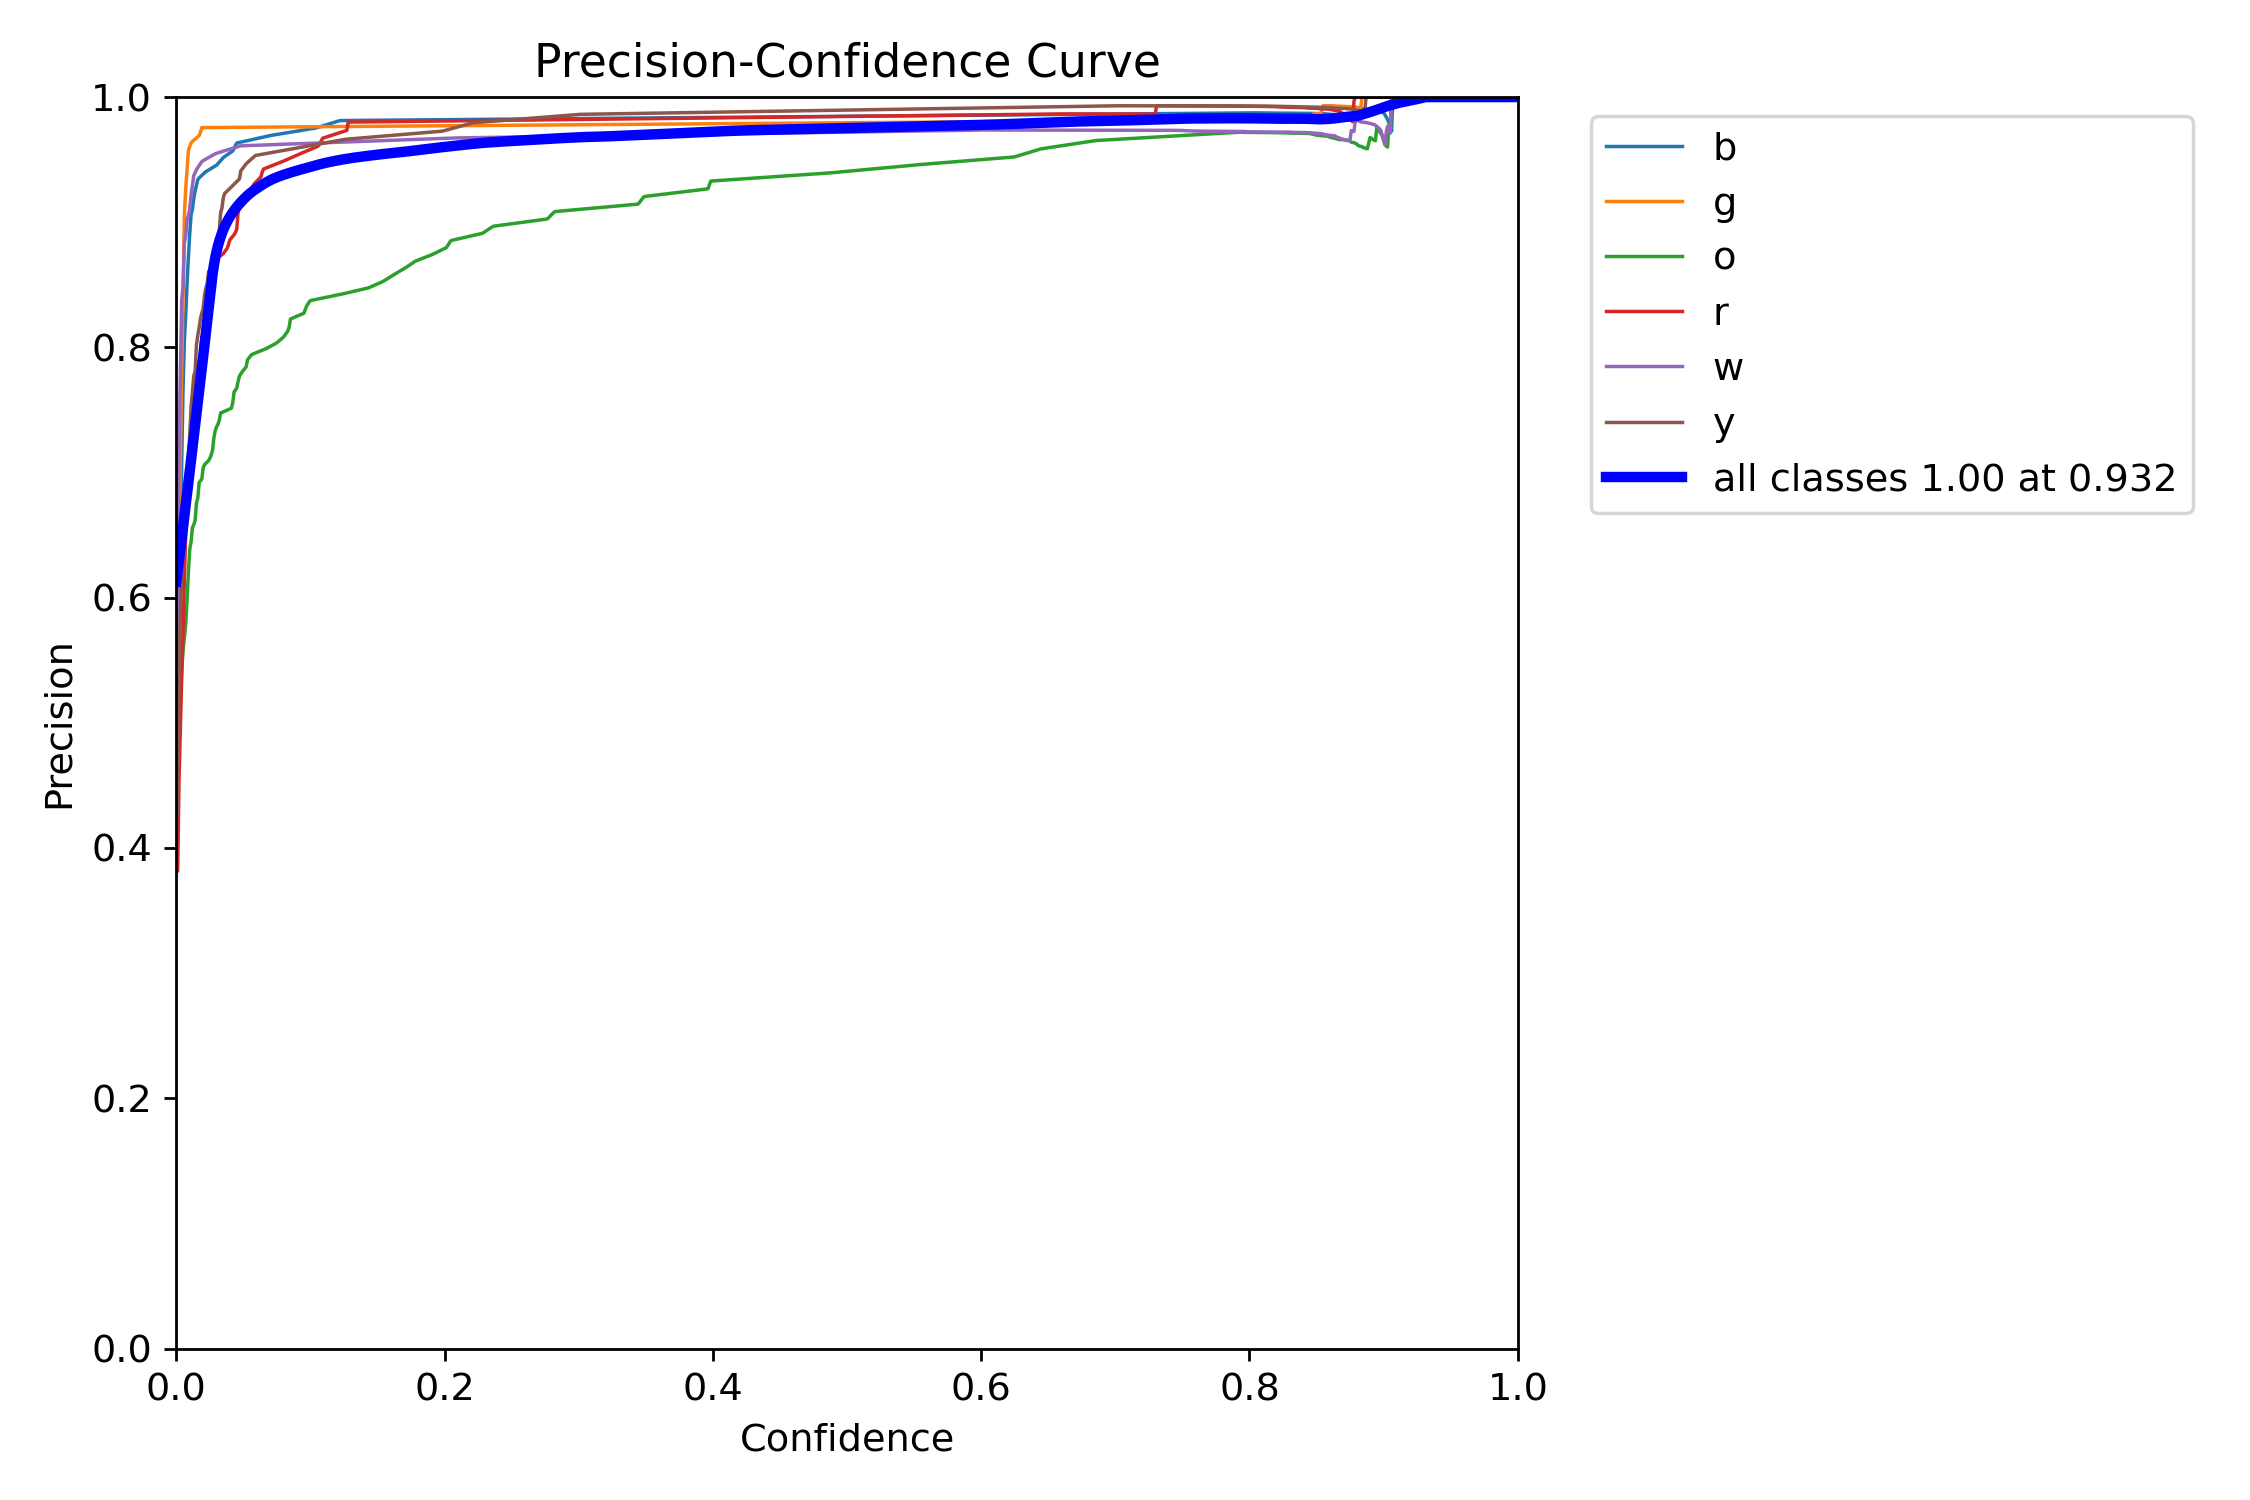 Precision-Confidence Curve
1.0
0.8
0.6
0.4
0.2
0.0
Precision
0.0 0.2 0.4 0.6 0.8 1.0
Confidence
b
g
o
r
w
y
all classes 1.00 at 0.932